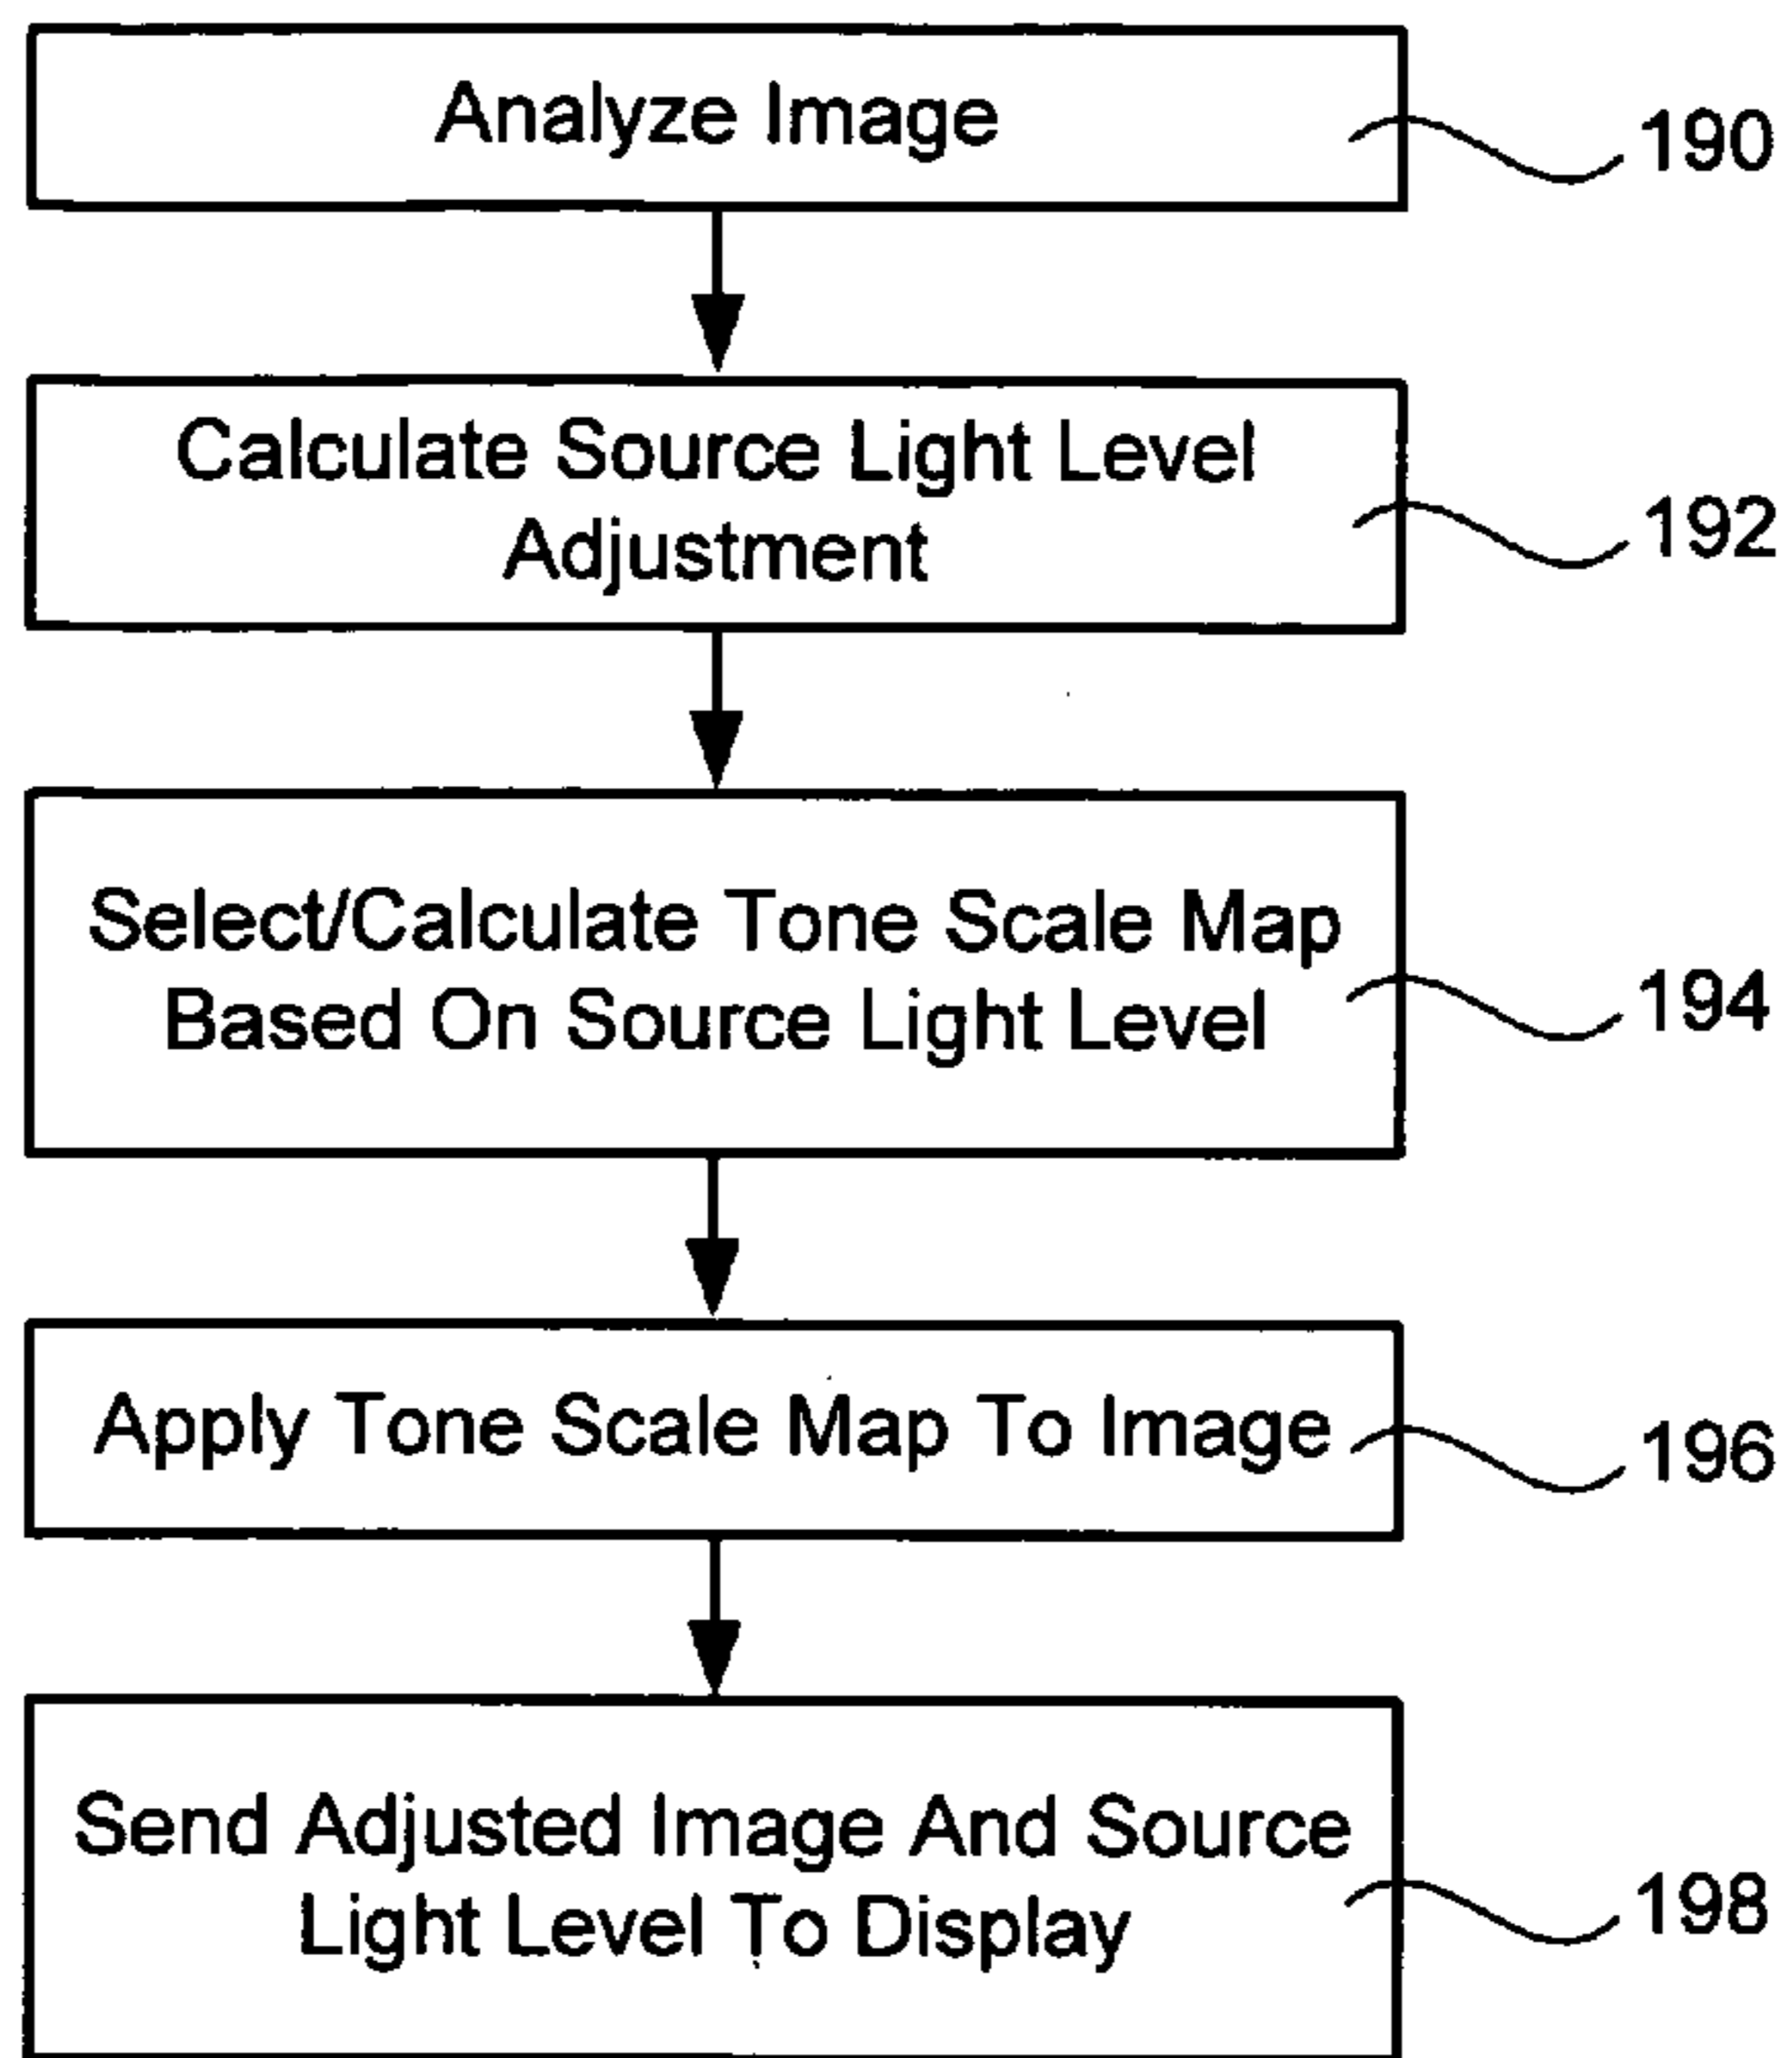 Analyze Image
190
Calculate Source Light Level
Adjustment
192
Select/Calculate Tone Scale Map
Based On Source Light Level
194
Apply Tone Scale Map To Image
196
Send Adjusted Image And Source
Light Level To Display
198